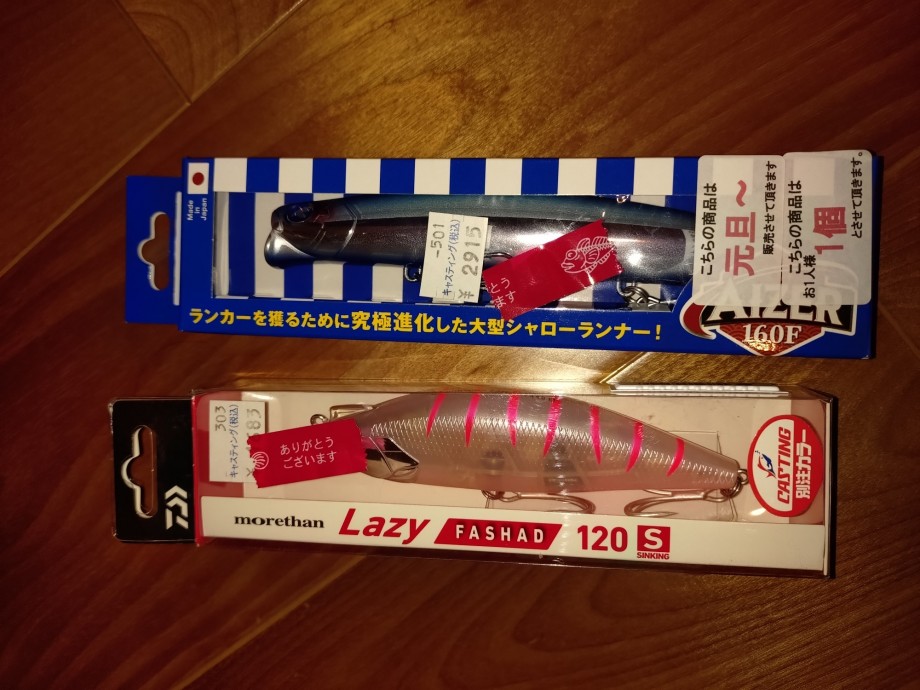 Made
in
Japan
-501
キャスティング(税込)
¥ 2915
とう
います
こちらの商品は
元旦~
販売させて頂きます
こちらの商品は
お1人様1個
とさせて頂きます。
AIZER
160F
ランカーを獲るために究極進化した大型シャローランナー!
303
キャスティング(税込)
ありがとう
ございます
CASTING
別注カラー
morethan Lazy FASHAD 120 S
SINKING